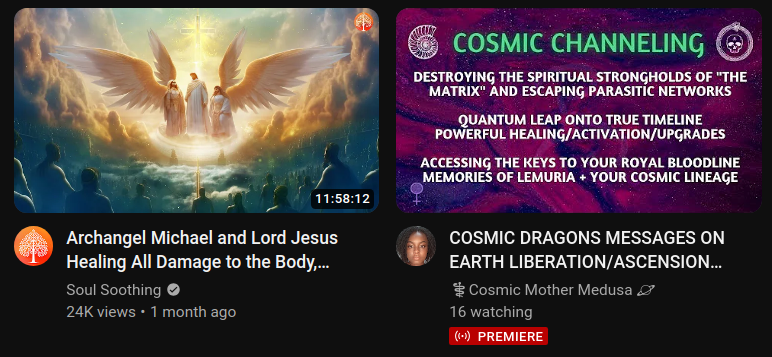 11:58:12
Archangel Michael and Lord Jesus
Healing All Damage to the Body,...
Soul Soothing
24K views • 1 month ago
COSMIC CHANNELING
DESTROYING THE SPIRITUAL STRONGHOLDS OF "THE
MATRIX" AND ESCAPING PARASITIC NETWORKS
QUANTUM LEAP ONTO TRUE TIMELINE
POWERFUL HEALING/ACTIVATION/UPGRADES
ACCESSING THE KEYS TO YOUR ROYAL BLOODLINE
MEMORIES OF LEMURIA + YOUR COSMIC LINEAGE
COSMIC DRAGONS MESSAGES ON
EARTH LIBERATION/ASCENSION...
⚕Cosmic Mother Medusa 🪐
16 watching
PREMIERE